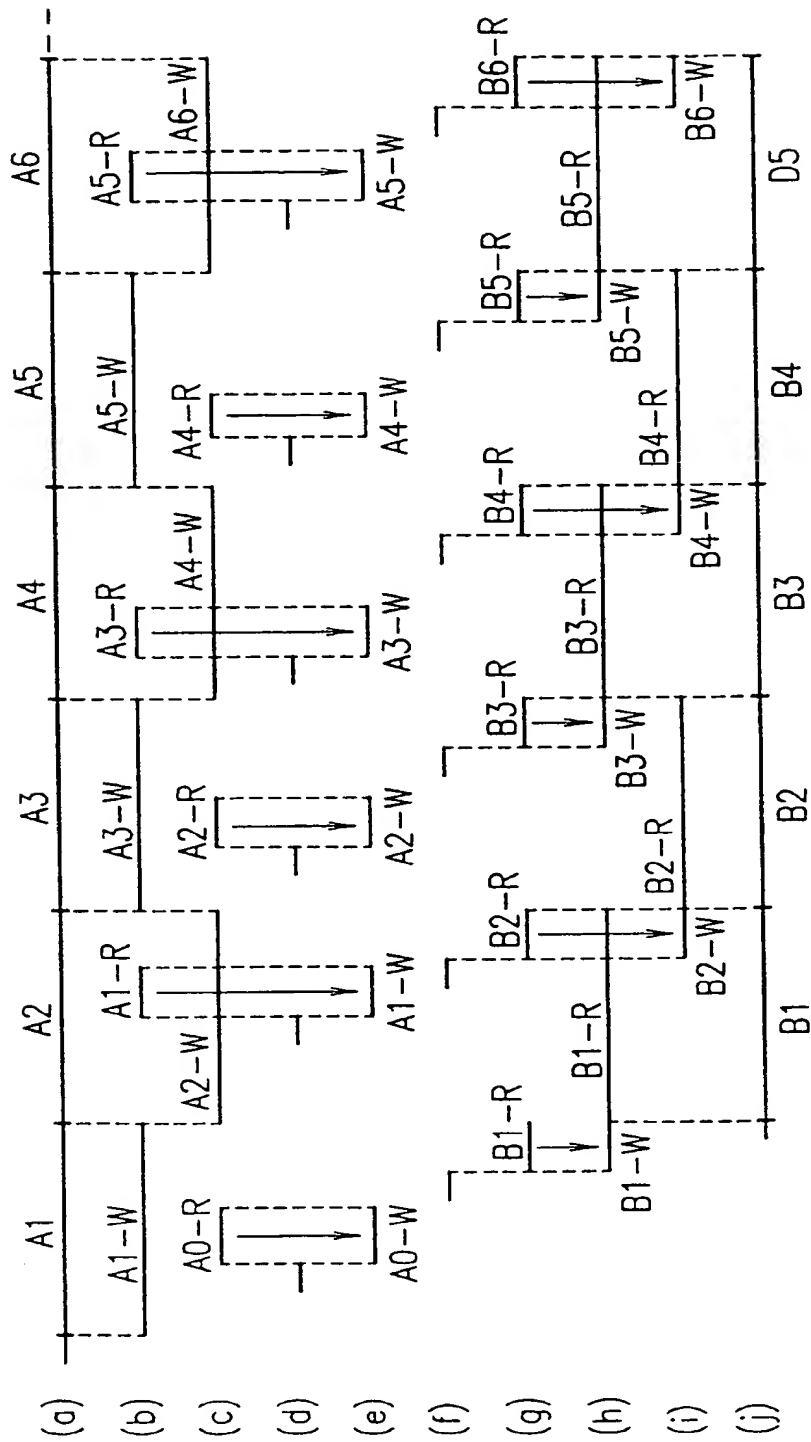 (a) A1 A2 A3 A4 A5 A6
(b) A1-W A1-R A3-W A3-R A5-W A5-R
(c) A0-R A2-W A2-R A4-W A4-R A6-W
(d)
(e) A0-W A1-W A2-W A3-W A4-W A5-W
(f)
(g) B1-R B2-R B3-R B4-R B5-R B6-R
(h) B1-W B1-R B3-W B3-R B5-W B5-R
(i) B2-W B2-R B4-W B4-R B6-W
(j) B1 B2 B3 B4 D5